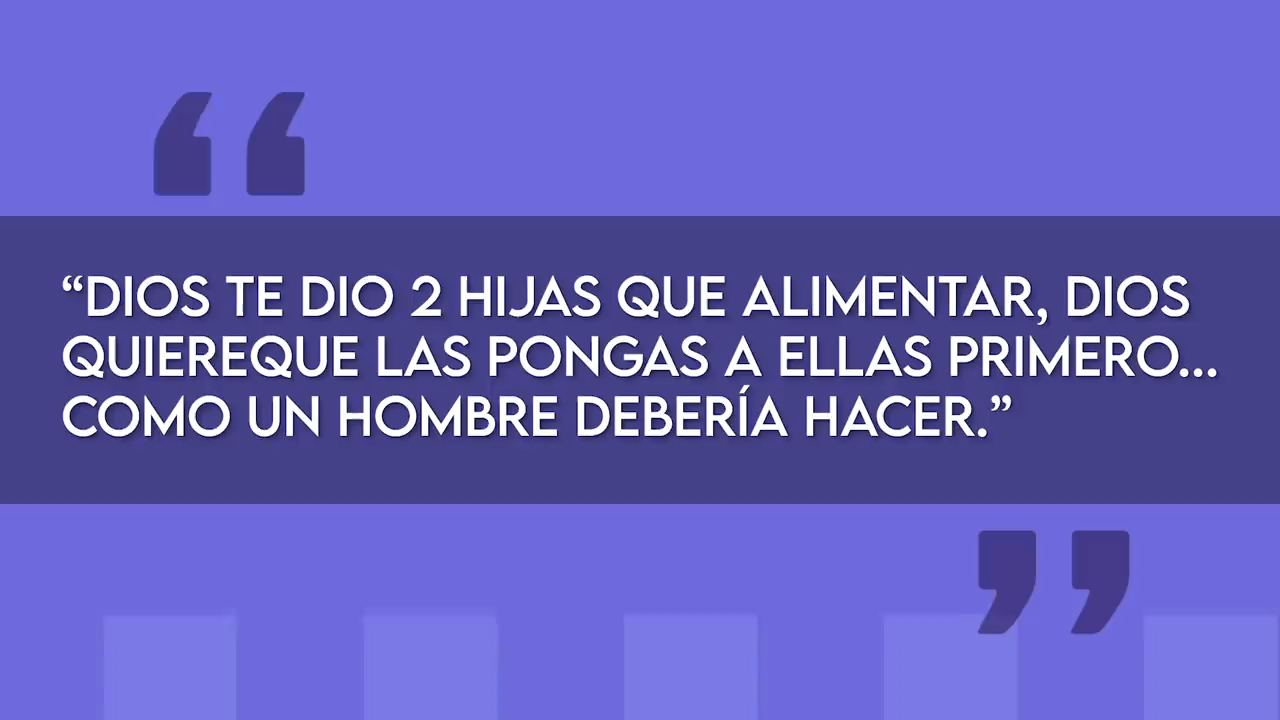 “DIOS TE DIO 2 HIJAS QUE ALIMENTAR, DIOS
QUIEREQUE LAS PONGAS A ELLAS PRIMERO...
COMO UN HOMBRE DEBERÍA HACER.”